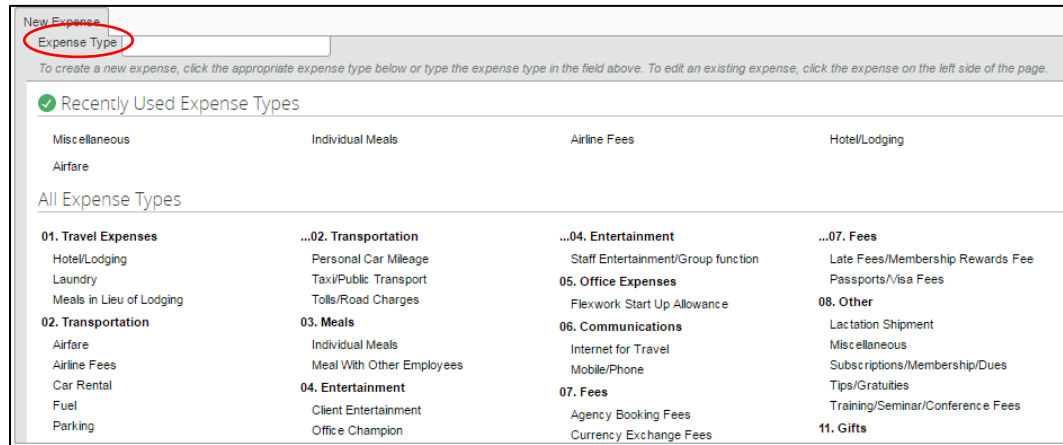 New Expense
Expense Type
To create a new expense, click the appropriate expense type below or type the expense type in the field above. To edit an existing expense, click the expense on the left side of the page.
Recently Used Expense Types
Miscellaneous
Individual Meals
Airline Fees
Hotel/Lodging
Airfare
All Expense Types
01. Travel Expenses
Hotel/Lodging
Laundry
Meals in Lieu of Lodging
02. Transportation
Airfare
Airline Fees
Car Rental
Fuel
Parking
...02. Transportation
Personal Car Mileage
Taxi/Public Transport
Tolls/Road Charges
03. Meals
Individual Meals
Meal With Other Employees
04. Entertainment
Client Entertainment
Office Champion
...04. Entertainment
Staff Entertainment/Group function
05. Office Expenses
Flexwork Start Up Allowance
06. Communications
Internet for Travel
Mobile/Phone
07. Fees
Agency Booking Fees
Currency Exchange Fees
...07. Fees
Late Fees/Membership Rewards Fee
Passports/Visa Fees
08. Other
Lactation Shipment
Miscellaneous
Subscriptions/Membership/Dues
Tips/Gratuities
Training/Seminar/Conference Fees
11. Gifts